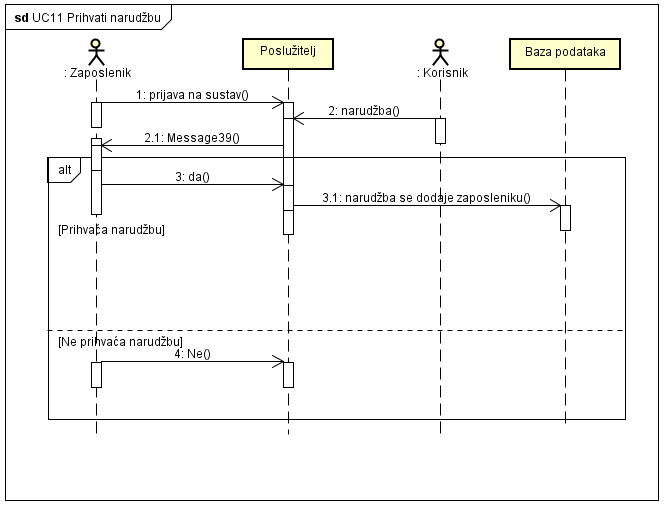 sd UC11 Prihvati narudžbu
: Zaposlenik
Poslužitelj
: Korisnik
Baza podataka
1: prijava na sustav()
2: narudžba()
2.1: Message39()
alt
3: da()
3.1: narudžba se dodaje zaposleniku()
[Prihvaća narudžbu]
[Ne prihvaća narudžbu]
4: Ne()